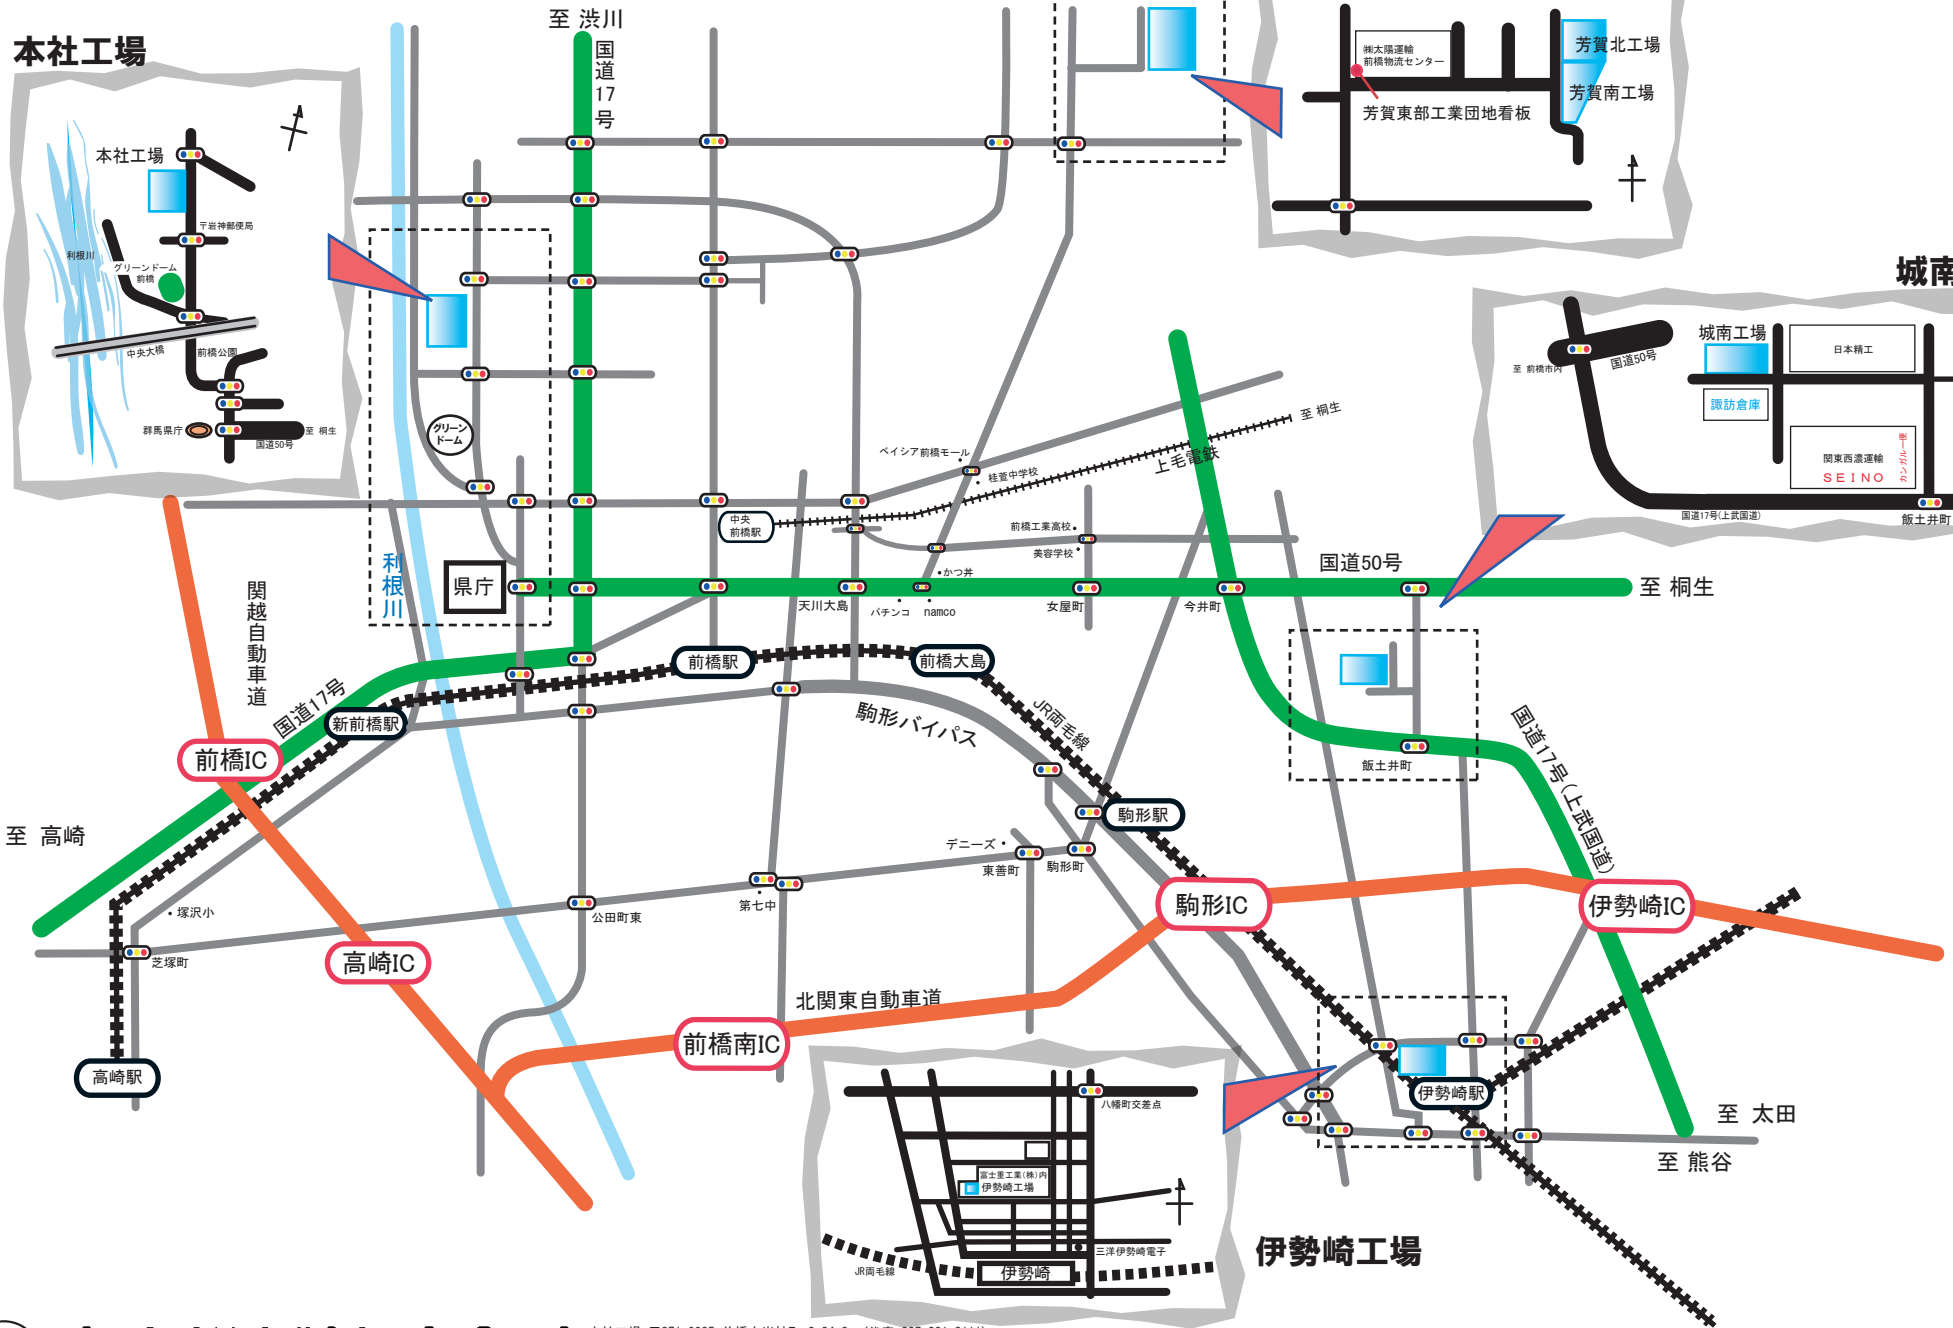 本社工場
本社工場
〒岩神郵便局
利根川
グリーンドーム
前橋
中央大橋
前橋公園
群馬県庁
国道50号
至 桐生
至 渋川
国道17号
㈱太陽運輸
前橋物流センター
芳賀東部工業団地看板
芳賀北工場
芳賀南工場
城南
城南工場
日本精工
諏訪倉庫
関東西濃運輸
SEINO
カンガルー便
至 前橋市内
国道50号
国道17号(上武国道)
飯土井町
グリーン
ドーム
ベイシア前橋モール
桂萱中学校
上毛電鉄
至 桐生
中央
前橋駅
前橋工業高校
美容学校
かつ丼
利根川
県庁
天川大島
パチンコ
namco
女屋町
今井町
国道50号
至 桐生
関越自動車道
国道17号
新前橋駅
前橋駅
前橋大島
駒形バイパス
JR両毛線
前橋IC
至 高崎
駒形駅
飯土井町
国道17号(上武国道)
デニーズ
東善町
駒形町
第七中
公田町東
塚沢小
芝塚町
高崎IC
駒形IC
伊勢崎IC
北関東自動車道
前橋南IC
高崎駅
伊勢崎駅
至 太田
至 熊谷
八幡町交差点
富士重工業(株)内
伊勢崎工場
三洋伊勢崎電子
JR両毛線
伊勢崎
伊勢崎工場